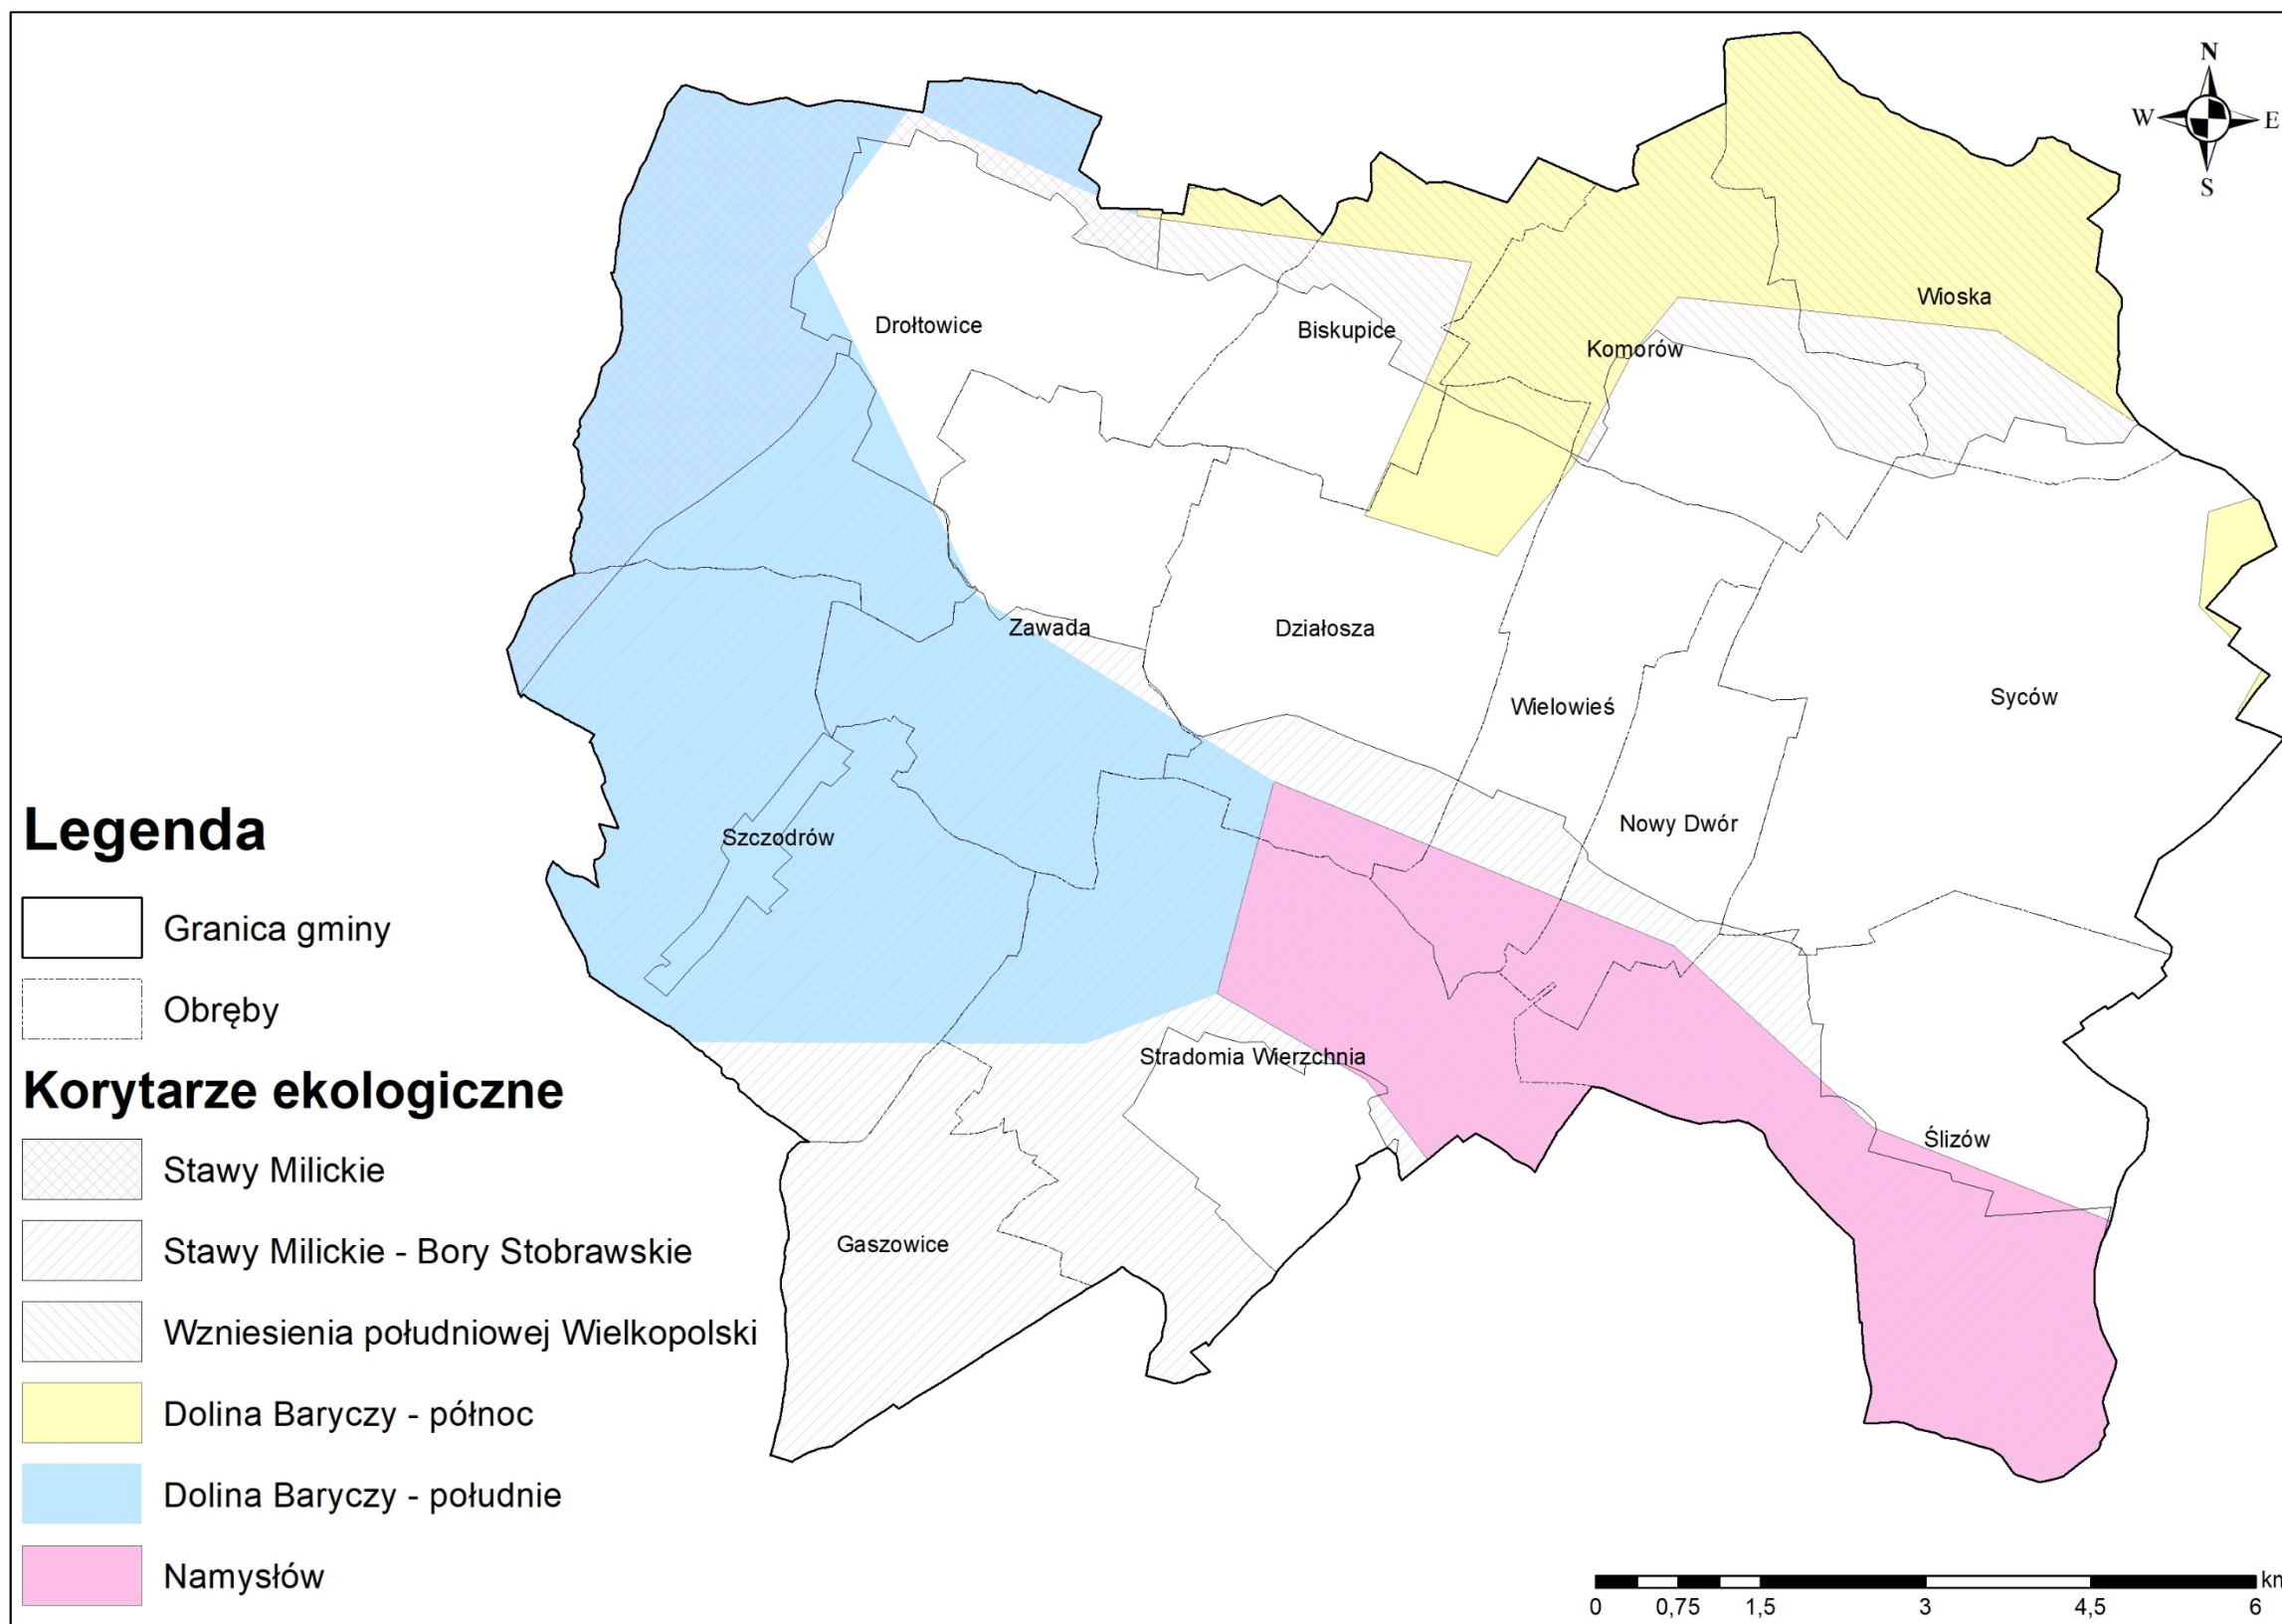 N
W E
S
Wioska
Drołtowice
Biskupice
Komorów
Zawada
Działosza
Syców
Wielowieś
Nowy Dwór
Szczodrów
Stradomia Wierzchnia
Ślizów
Gaszowice
Legenda
Granica gminy
Obręby
Korytarze ekologiczne
Stawy Milickie
Stawy Milickie - Bory Stobrawskie
Wzniesienia południowej Wielkopolski
Dolina Baryczy - północ
Dolina Baryczy - południe
Namysłów
km
0 0,75 1,5 3 4,5 6